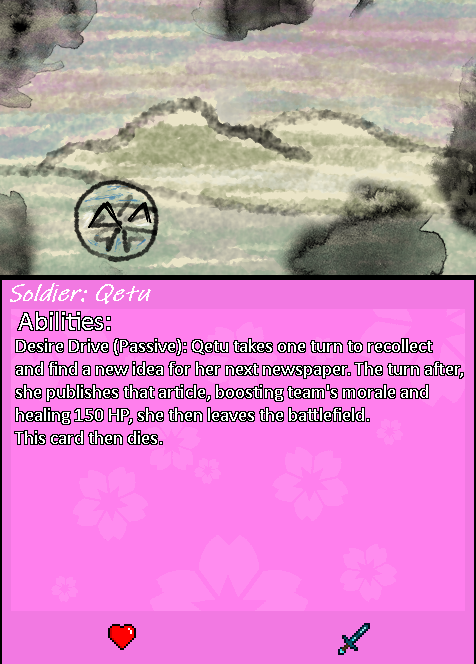 Soldier: Qetu
Abilities:
Desire Drive (Passive): Qetu takes one turn to recollect
and find a new idea for her next newspaper. The turn after,
she publishes that article, boosting team's morale and
healing 150 HP, she then leaves the battlefield.
This card then dies.